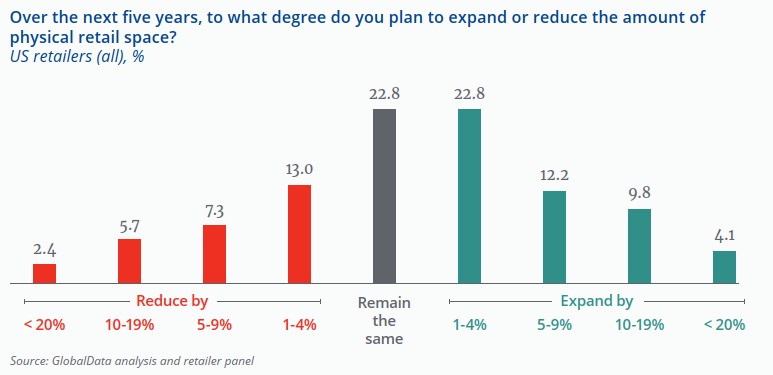 Over the next five years, to what degree do you plan to expand or reduce the amount of
physical retail space?
US retailers (all), %
2.4
5.7
7.3
13.0
22.8
22.8
12.2
9.8
4.1
Reduce by
Remain
the
same
Expand by
< 20%
10-19%
5-9%
1-4%
1-4%
5-9%
10-19%
< 20%
Source: GlobalData analysis and retailer panel